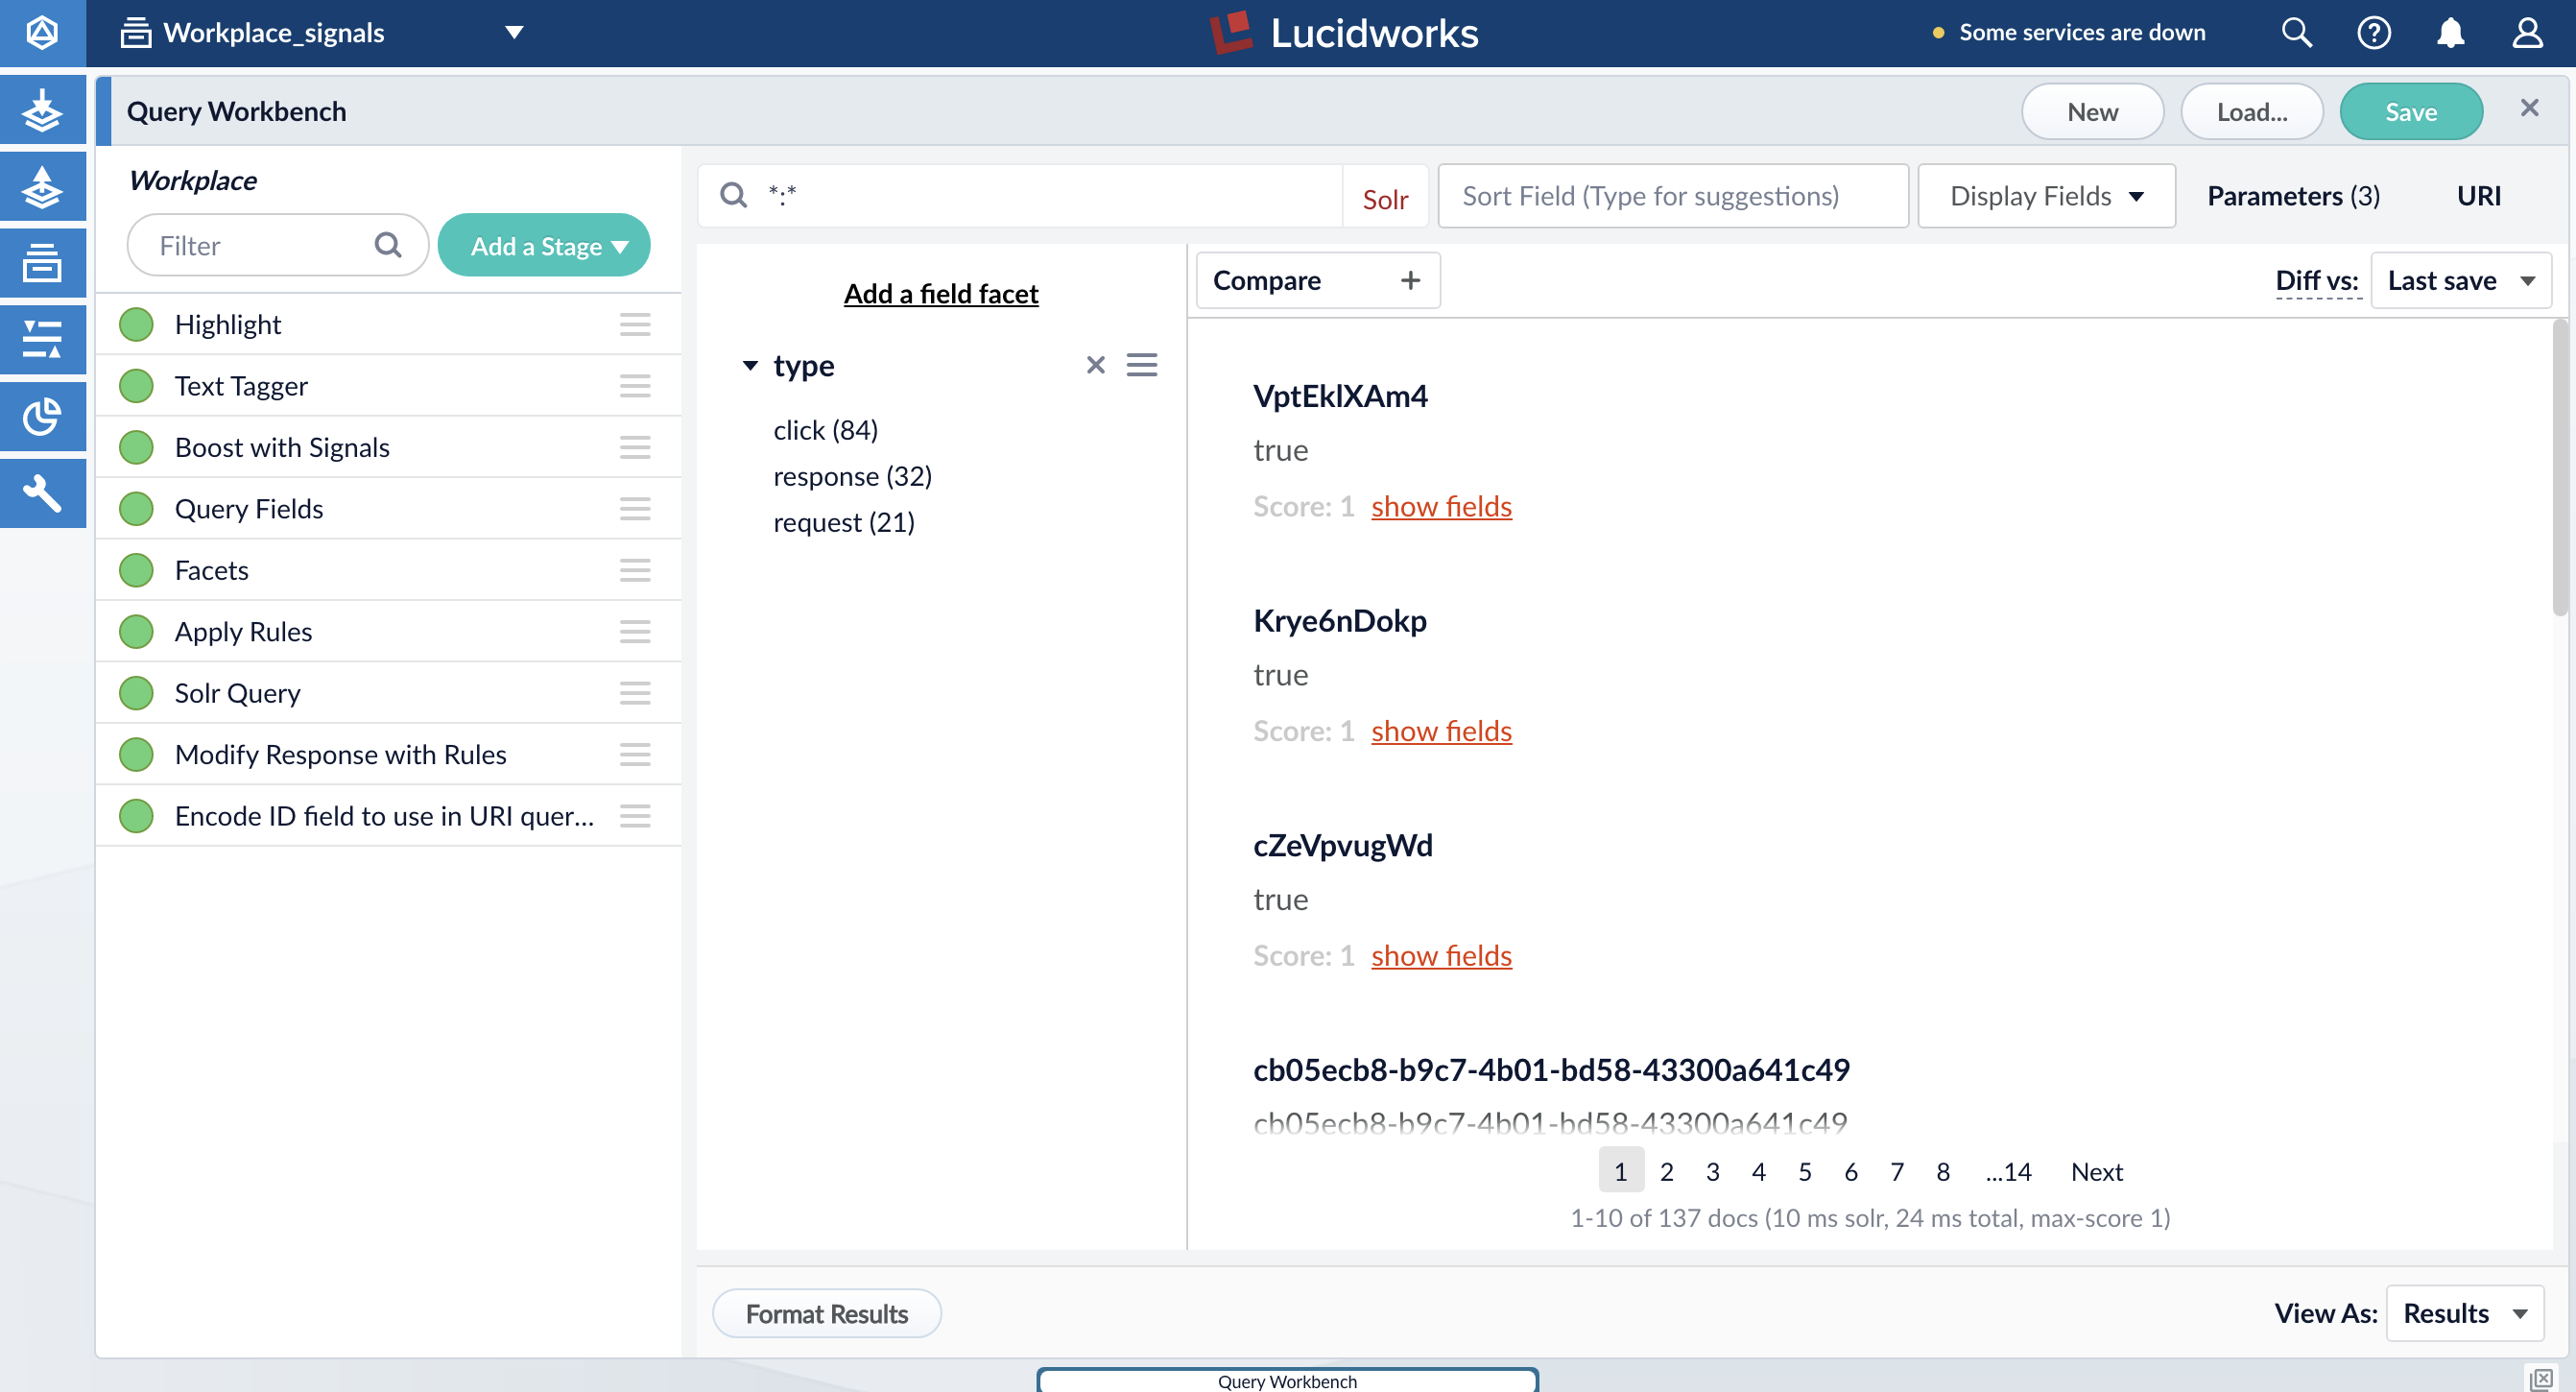 Workplace_signals
Lucidworks
Some services are down
Query Workbench
New
Load...
Save
Workplace
Filter
Add a Stage
Highlight
Text Tagger
Boost with Signals
Query Fields
Facets
Apply Rules
Solr Query
Modify Response with Rules
Encode ID field to use in URI quer...
*:*
Solr
Sort Field (Type for suggestions)
Display Fields
Parameters (3)
URI
Add a field facet
type
click (84)
response (32)
request (21)
Compare +
Diff vs:
Last save
VptEklXAm4
true
Score: 1 show fields
Krye6nDokp
true
Score: 1 show fields
cZeVpvugWd
true
Score: 1 show fields
cb05ecb8-b9c7-4b01-bd58-43300a641c49
cb05ecb8-b9c7-4b01-bd58-43300a641c49
1 2 3 4 5 6 7 8 ...14 Next
1-10 of 137 docs (10 ms solr, 24 ms total, max-score 1)
Format Results
View As:
Results
Query Workbench